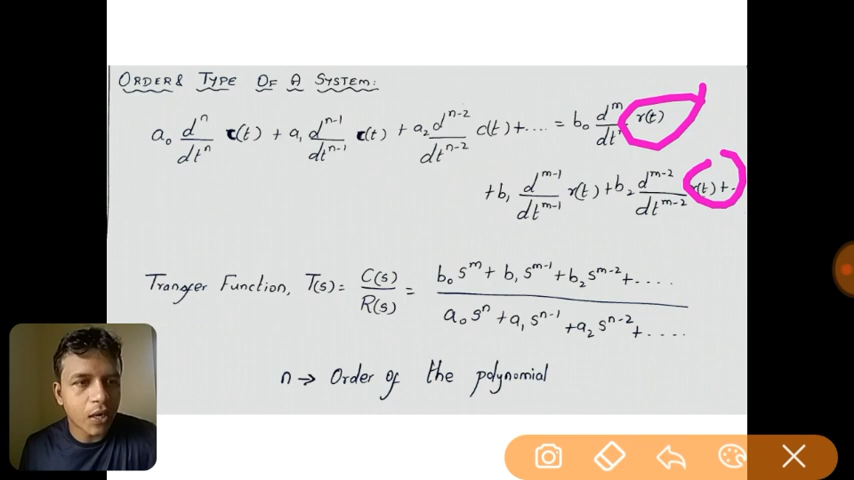 ORDER & TYPE OF A SYSTEM:
a₀ dⁿ/dtⁿ c(t) + a₁ dⁿ⁻¹/dtⁿ⁻¹ c(t) + a₂ dⁿ⁻²/dtⁿ⁻² c(t) + .... = b₀ dᵐ/dt r(t)
+ b₁ dᵐ⁻¹/dtᵐ⁻¹ r(t) + b₂ dᵐ⁻²/dtᵐ⁻² r(t) + .
Transfer Function, T(s) = C(s)/R(s) = b₀ sᵐ + b₁ sᵐ⁻¹ + b₂ sᵐ⁻² + .... / a₀ sⁿ + a₁ sⁿ⁻¹ + a₂ sⁿ⁻² + ....
n → Order of the polynomial